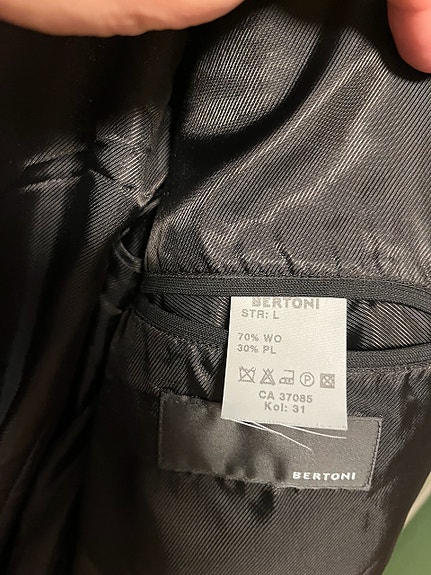 BERTONI
STR: L
70% WO
30% PL
P
CA 37085
Kol: 31
BERTONI